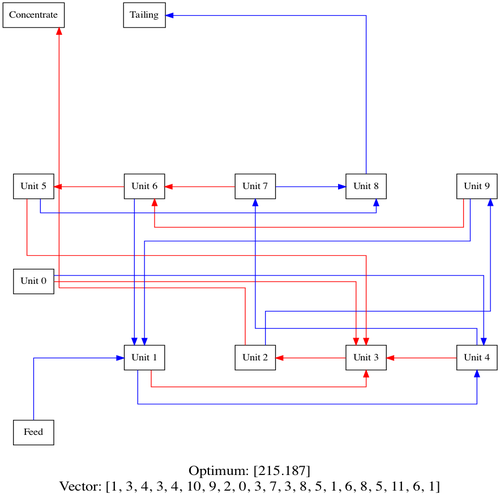 Concentrate
Tailing
Unit 5
Unit 6
Unit 7
Unit 8
Unit 9
Unit 0
Unit 1
Unit 2
Unit 3
Unit 4
Feed
Optimum: [215.187]
Vector: [1, 3, 4, 3, 4, 10, 9, 2, 0, 3, 7, 3, 8, 5, 1, 6, 8, 5, 11, 6, 1]